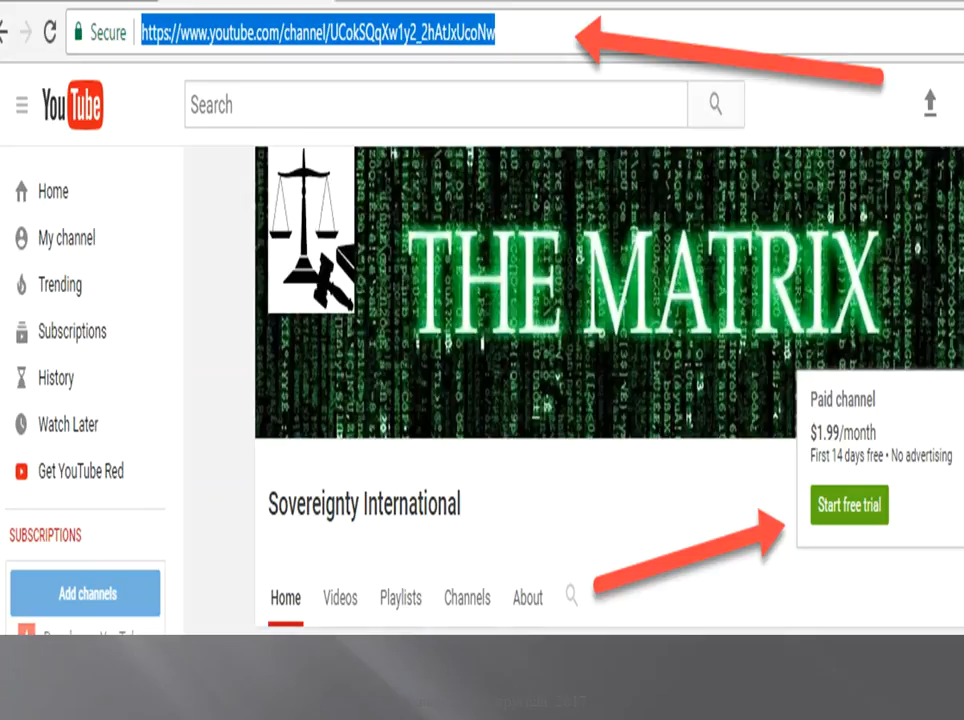 Secure https://www.youtube.com/channel/UCokSQqXw1y2_2hAtJxUcoNw
YouTube
Search
Home
My channel
Trending
Subscriptions
History
Watch Later
Get YouTube Red
SUBSCRIPTIONS
Add channels
THE MATRIX
Paid channel
$1.99/month
First 14 days free • No advertising
Start free trial
Sovereignty International
Home Videos Playlists Channels About